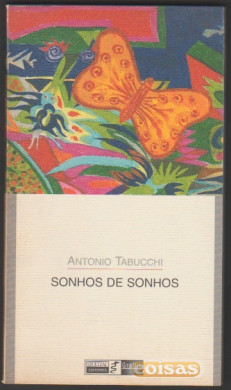 ANTONIO TABUCCHI
SONHOS DE SONHOS
coisas